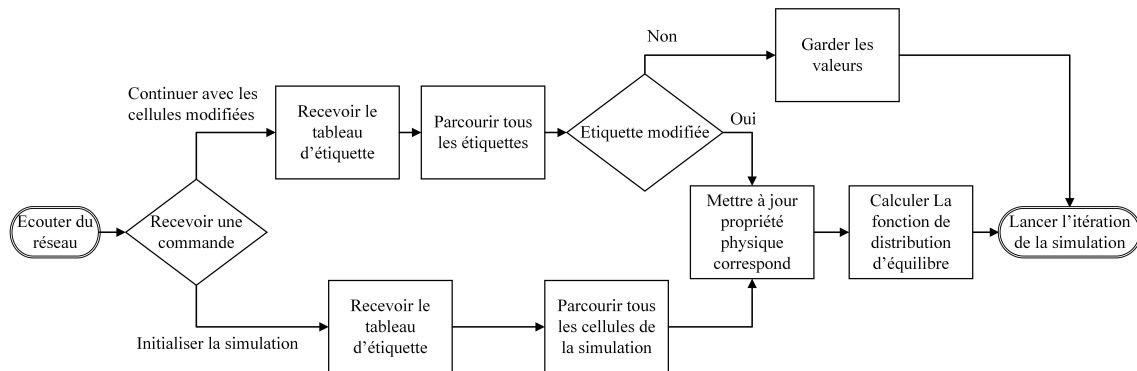 Non
Garder les
valeurs
Continuer avec les
cellules modifiées
Recevoir le
tableau
d'étiquette
Parcourir tous
les étiquettes
Etiquette modifiée
Oui
Ecouter du
réseau
Recevoir une
commande
Mettre à jour
propriété
physique
correspond
Calculer La
fonction de
distribution
d'équilibre
Lancer l'itération
de la simulation
Initialiser la simulation
Recevoir le
tableau
d'étiquette
Parcourir tous
les cellules de
la simulation